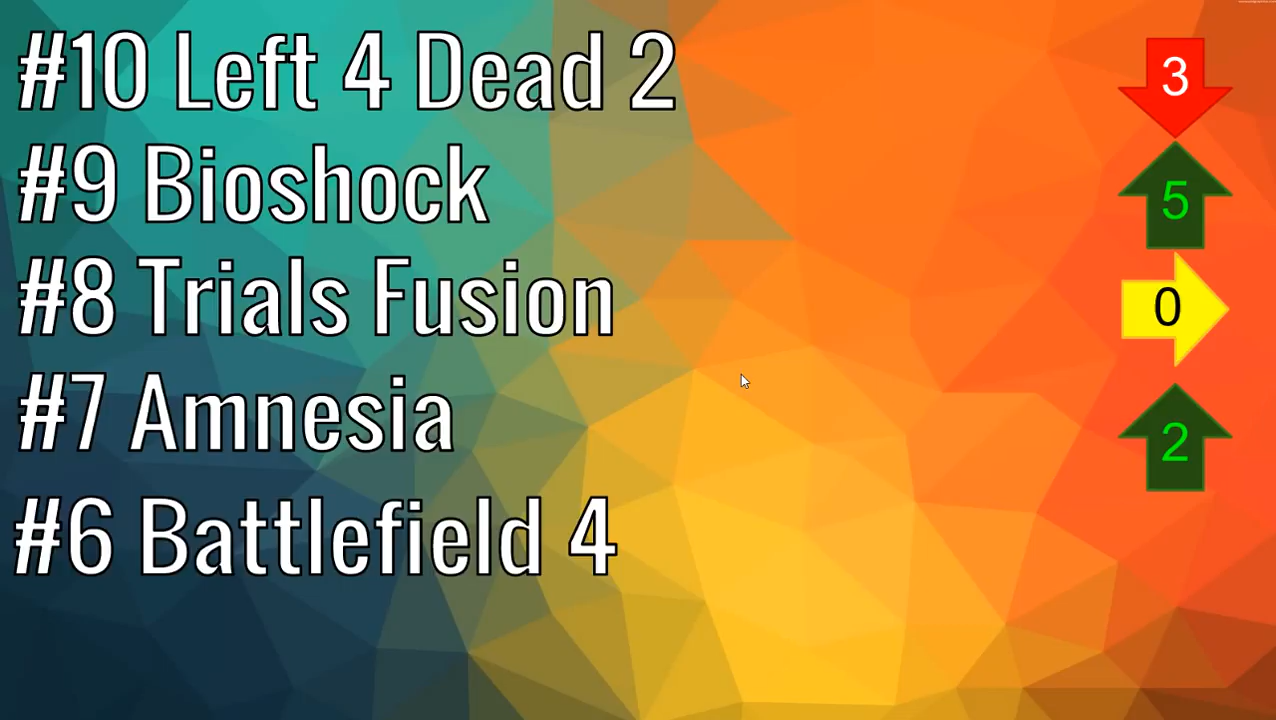 #10 Left 4 Dead 2
3
#9 Bioshock
5
#8 Trials Fusion
0
#7 Amnesia
2
#6 Battlefield 4